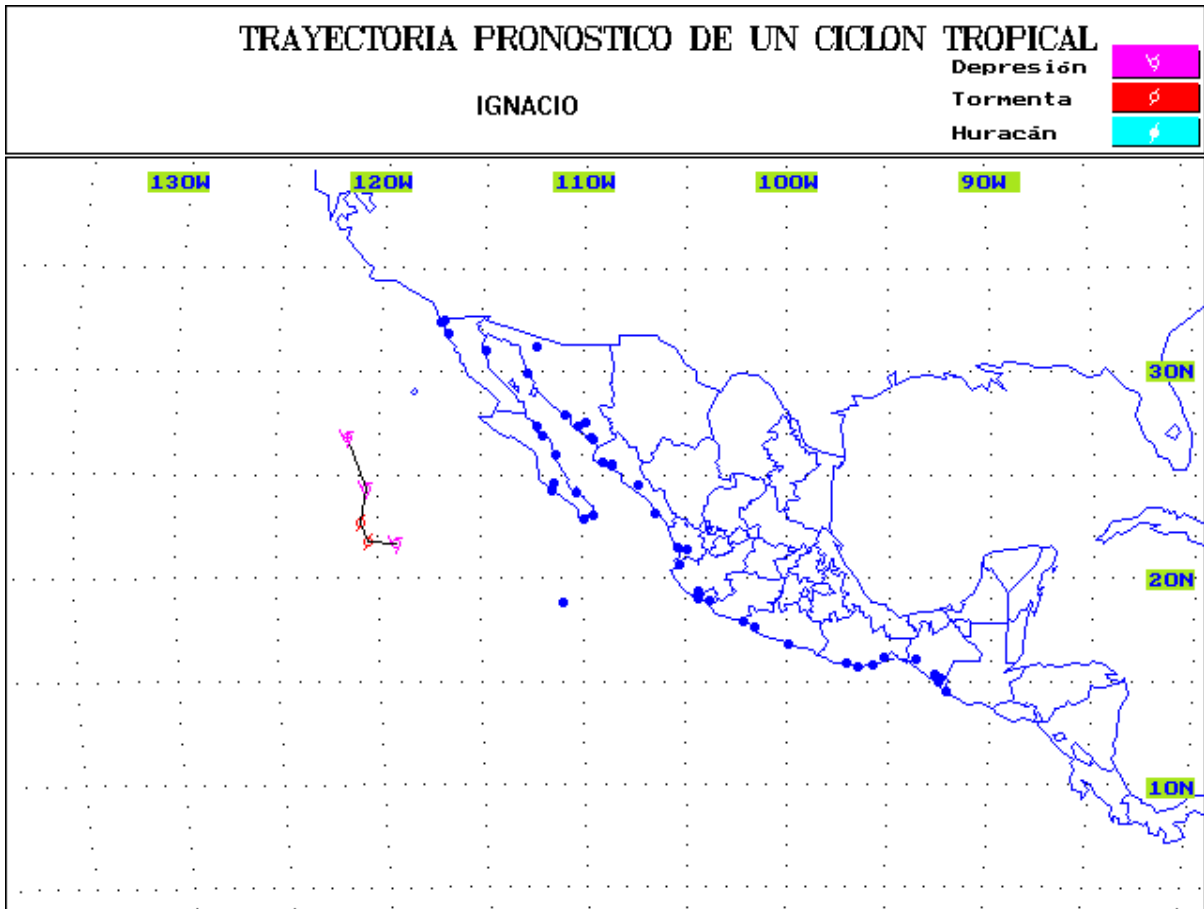 TRAYECTORIA PRONOSTICO DE UN CICLON TROPICAL
Depresión
IGNACIO
Tormenta
Huracán
130W 120W 110W 100W 90W
30N
20N
10N